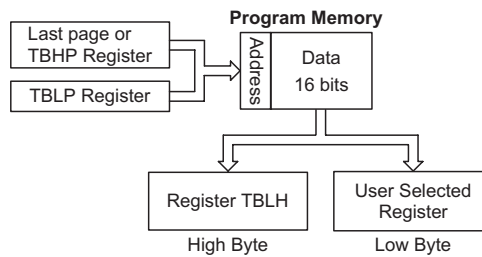 Program Memory
Last page or
TBHP Register
TBLP Register
Address
Data
16 bits
Register TBLH
High Byte
User Selected
Register
Low Byte